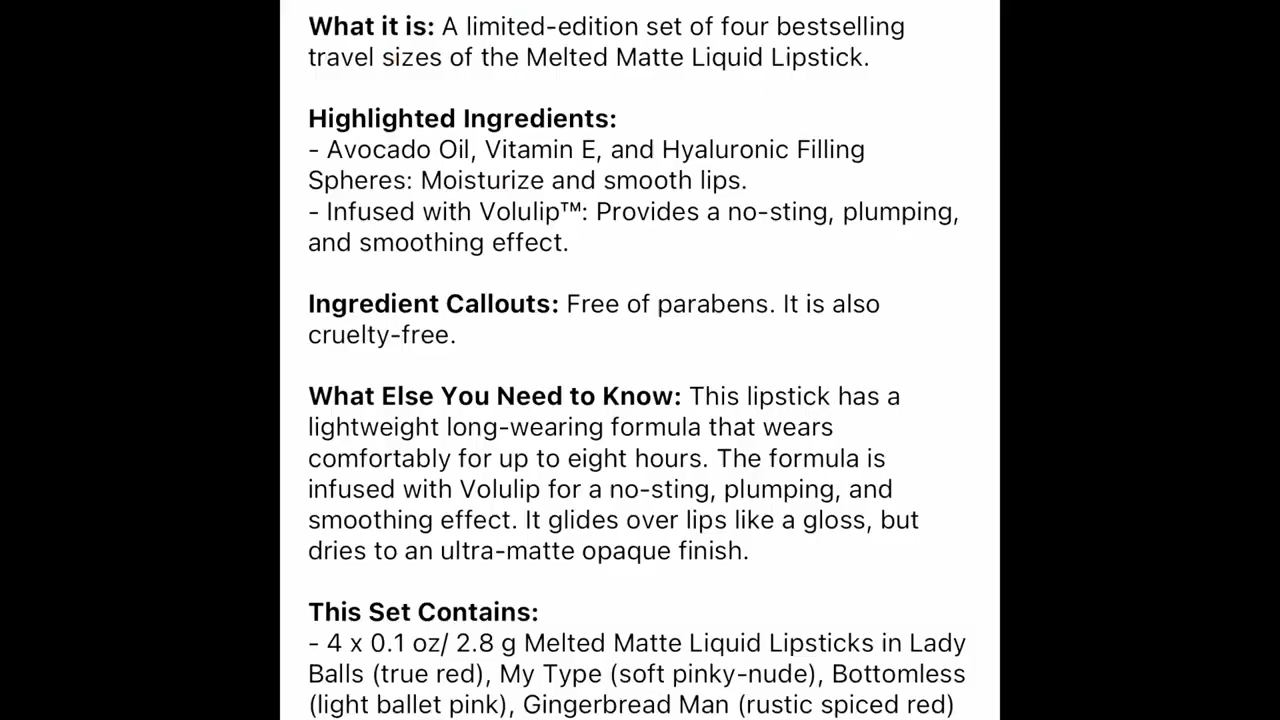 What it is: A limited-edition set of four bestselling
travel sizes of the Melted Matte Liquid Lipstick.
Highlighted Ingredients:
- Avocado Oil, Vitamin E, and Hyaluronic Filling
Spheres: Moisturize and smooth lips.
- Infused with Volulip™: Provides a no-sting, plumping,
and smoothing effect.
Ingredient Callouts: Free of parabens. It is also
cruelty-free.
What Else You Need to Know: This lipstick has a
lightweight long-wearing formula that wears
comfortably for up to eight hours. The formula is
infused with Volulip for a no-sting, plumping, and
smoothing effect. It glides over lips like a gloss, but
dries to an ultra-matte opaque finish.
This Set Contains:
- 4 x 0.1 oz/ 2.8 g Melted Matte Liquid Lipsticks in Lady
Balls (true red), My Type (soft pinky-nude), Bottomless
(light ballet pink), Gingerbread Man (rustic spiced red)